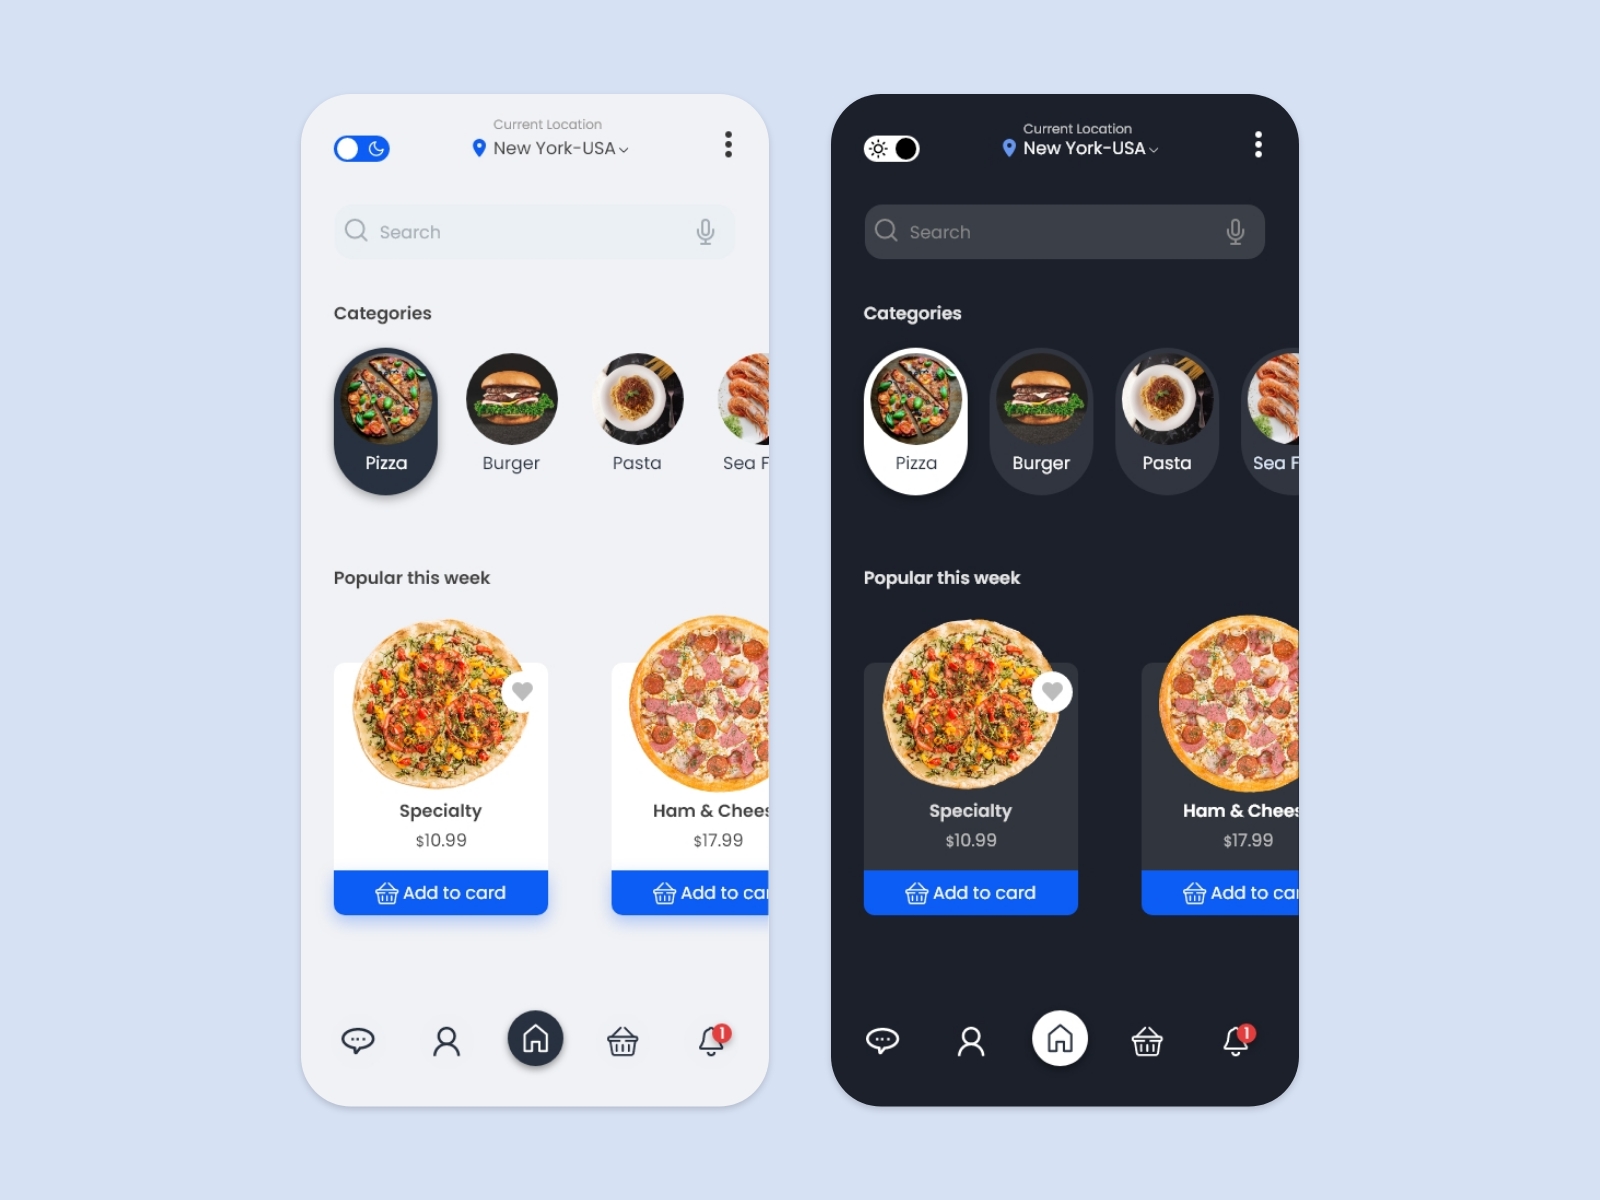 Current Location
New York-USA
Search
Categories
Pizza
Burger
Pasta
Sea F
Popular this week
Specialty
$10.99
Add to card
Ham & Chees
$17.99
Add to car
1
Current Location
New York-USA
Search
Categories
Pizza
Burger
Pasta
Sea F
Popular this week
Specialty
$10.99
Add to card
Ham & Chees
$17.99
Add to car
1